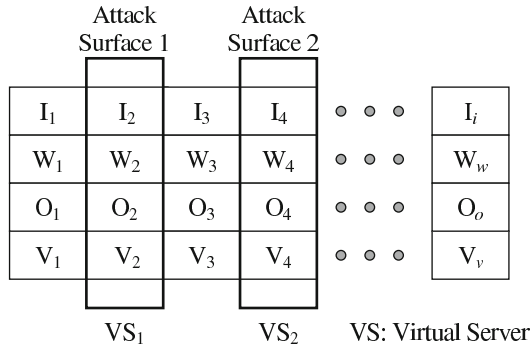 Attack Surface 1
Attack Surface 2
I₁ I₂ I₃ I₄ Iᵢ
W₁ W₂ W₃ W₄ W_w
O₁ O₂ O₃ O₄ Oₒ
V₁ V₂ V₃ V₄ Vᵥ
VS₁ VS₂ VS: Virtual Server